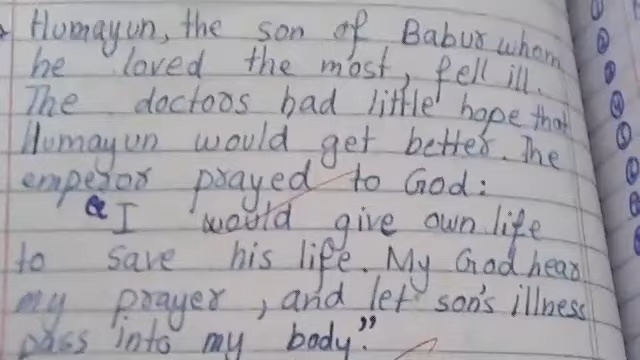 Humayun, the son of Babur whom
he loved the most, fell ill.
The doctors had little hope that
Humayun would get better. The
emperor prayed to God:
"I would give own life
to save his life. My God hear
my prayer, and let son's illness
pass into my body."